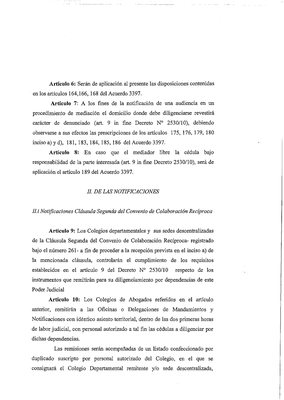 Artículo 6: Serán de aplicación al presente las disposiciones contenidas
en los artículos 164,166, 168 del Acuerdo 3397.
Artículo 7: A los fines de la notificación de una audiencia en un
procedimiento de mediación el domicilio donde debe diligenciarse revestirá
carácter de denunciado (art. 9 in fine Decreto Nº 2530/10), debiendo
observarse a sus efectos las prescripciones de los artículos 175, 176, 179, 180
inciso a) y d), 181, 183, 184, 185, 186 del Acuerdo 3397.
Artículo 8: En caso que el mediador libre la cédula bajo
responsabilidad de la parte interesada (art. 9 in fine Decreto 2530/10), será de
aplicación el artículo 189 del Acuerdo 3397.
II. DE LAS NOTIFICACIONES
II.1 Notificaciones Cláusula Segunda del Convenio de Colaboración Recíproca
Artículo 9: Los Colegios departamentales y sus sedes descentralizadas
de la Cláusula Segunda del Convenio de Colaboración Recíproca- registrado
bajo el número 261- a fin de proceder a la recepción prevista en el inciso a) de
la mencionada cláusula, controlarán el cumplimiento de los requisitos
establecidos en el artículo 9 del Decreto Nº 2530/10 respecto de los
instrumentos que remitirán para su diligenciamiento por dependencias de este
Poder Judicial
Artículo 10: Los Colegios de Abogados referidos en el artículo
anterior, remitirán a las Oficinas o Delegaciones de Mandamientos y
Notificaciones con idéntico asiento territorial, dentro de las dos primeras horas
de labor judicial, con personal autorizado a tal fin las cédulas a diligenciar por
dichas dependencias.
Las remisiones serán acompañadas de un Estado confeccionado por
duplicado suscripto por personal autorizado del Colegio, en el que se
consignará el Colegio Departamental remitente y/o sede descentralizada,